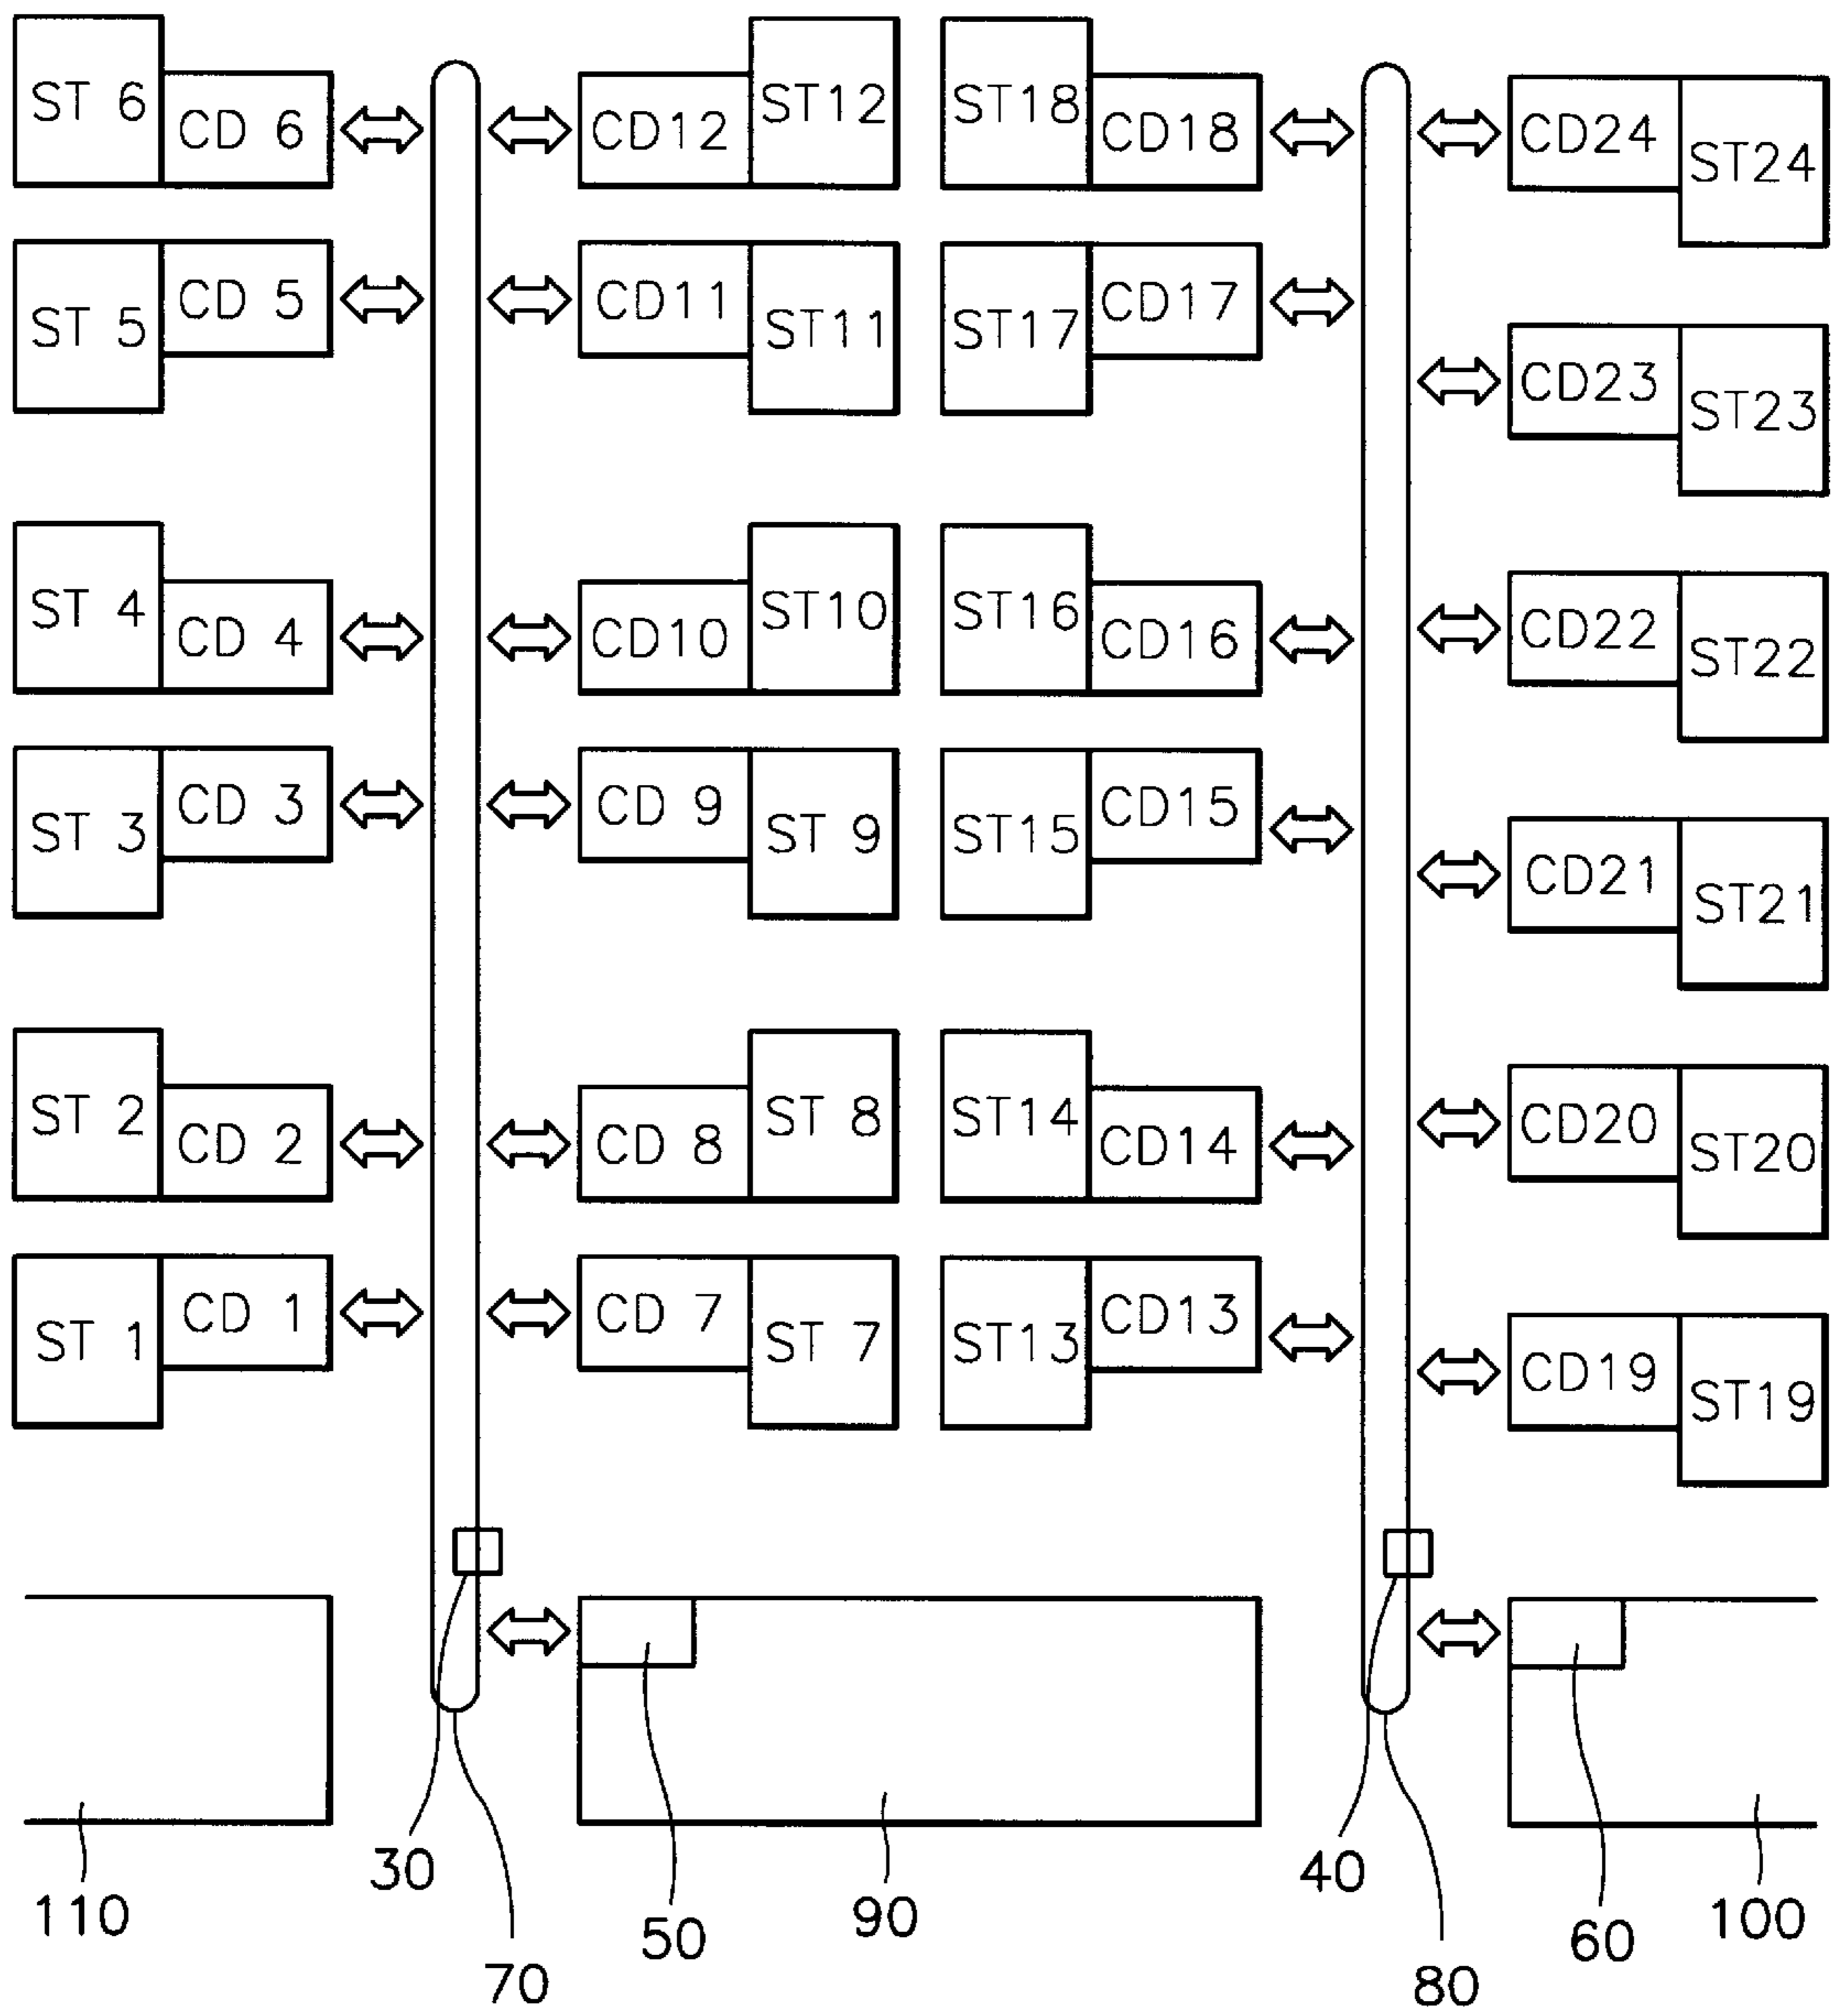 ST 6
CD 6
CD12
ST12
ST18
CD18
CD24
ST24
ST 5
CD 5
CD11
ST11
ST17
CD17
CD23
ST23
ST 4
CD 4
CD10
ST10
ST16
CD16
CD22
ST22
ST 3
CD 3
CD 9
ST 9
ST15
CD15
CD21
ST21
ST 2
CD 2
CD 8
ST 8
ST14
CD14
CD20
ST20
ST 1
CD 1
CD 7
ST 7
ST13
CD13
CD19
ST19
110
30
70
50
90
40
80
60
100